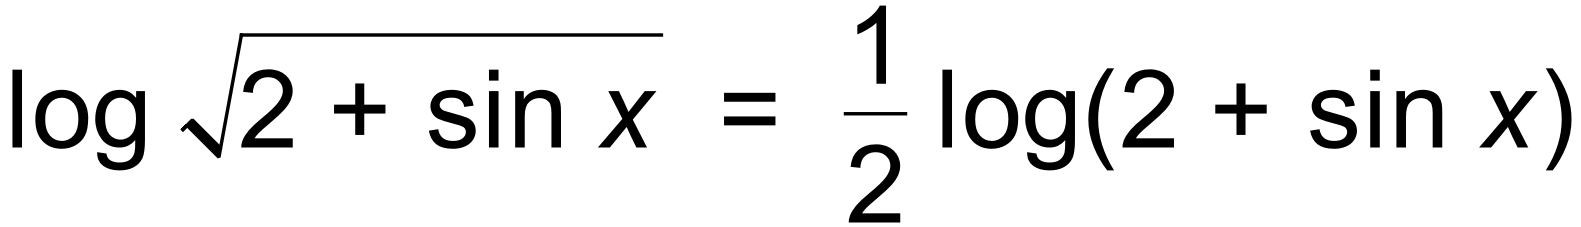 log √(2 + sin x) = 1/2 log(2 + sin x)